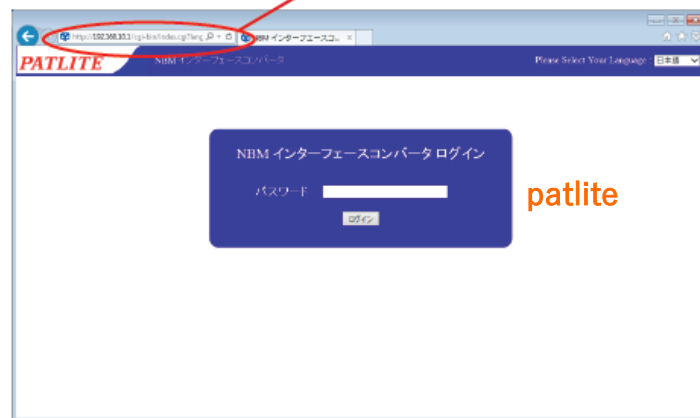 http://192.168.10.1/cgi-bin/index.cgi?lang
NBM インターフェースコ...
PATLITE
NBM インターフェースコンバータ
Please Select Your Language :
日本語
NBM インターフェースコンバータ ログイン
パスワード
patlite
ログイン